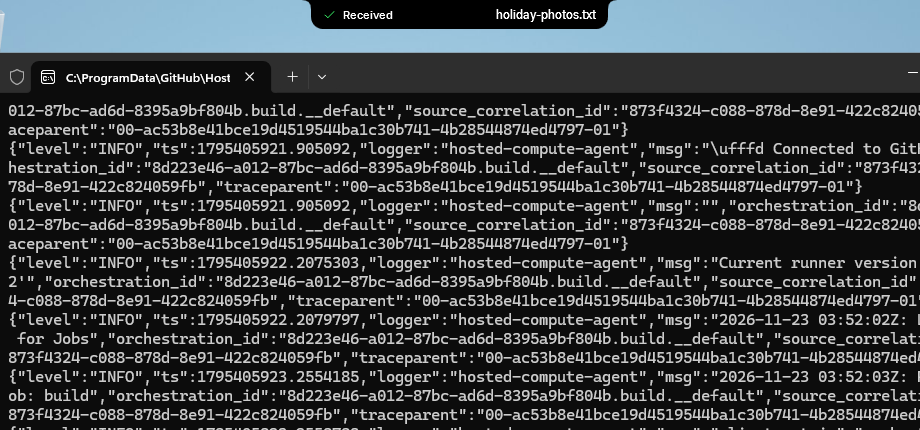 Received holiday-photos.txt
C:\ProgramData\GitHub\Host
012-87bc-ad6d-8395a9bf804b.build.__default","source_correlation_id":"873f4324-c088-878d-8e91-422c82405
aceparent":"00-ac53b8e41bce19d4519544ba1c30b741-4b28544874ed4797-01"}
{"level":"INFO","ts":1795405921.905092,"logger":"hosted-compute-agent","msg":"\ufffd Connected to GitH
hestration_id":"8d223e46-a012-87bc-ad6d-8395a9bf804b.build.__default","source_correlation_id":"873f43
78d-8e91-422c824059fb","traceparent":"00-ac53b8e41bce19d4519544ba1c30b741-4b28544874ed4797-01"}
{"level":"INFO","ts":1795405921.905092,"logger":"hosted-compute-agent","msg":"","orchestration_id":"8d
012-87bc-ad6d-8395a9bf804b.build.__default","source_correlation_id":"873f4324-c088-878d-8e91-422c82405
aceparent":"00-ac53b8e41bce19d4519544ba1c30b741-4b28544874ed4797-01"}
{"level":"INFO","ts":1795405922.2075303,"logger":"hosted-compute-agent","msg":"Current runner version
2'","orchestration_id":"8d223e46-a012-87bc-ad6d-8395a9bf804b.build.__default","source_correlation_id"
4-c088-878d-8e91-422c824059fb","traceparent":"00-ac53b8e41bce19d4519544ba1c30b741-4b28544874ed4797-01"
{"level":"INFO","ts":1795405922.2079797,"logger":"hosted-compute-agent","msg":"2026-11-23 03:52:02Z:
for Jobs","orchestration_id":"8d223e46-a012-87bc-ad6d-8395a9bf804b.build.__default","source_correlati
873f4324-c088-878d-8e91-422c824059fb","traceparent":"00-ac53b8e41bce19d4519544ba1c30b741-4b28544874ed4
{"level":"INFO","ts":1795405923.2554185,"logger":"hosted-compute-agent","msg":"2026-11-23 03:52:03Z:
ob: build","orchestration_id":"8d223e46-a012-87bc-ad6d-8395a9bf804b.build.__default","source_correlati
873f4324-c088-878d-8e91-422c824059fb","traceparent":"00-ac53b8e41bce19d4519544ba1c30b741-4b28544874ed4